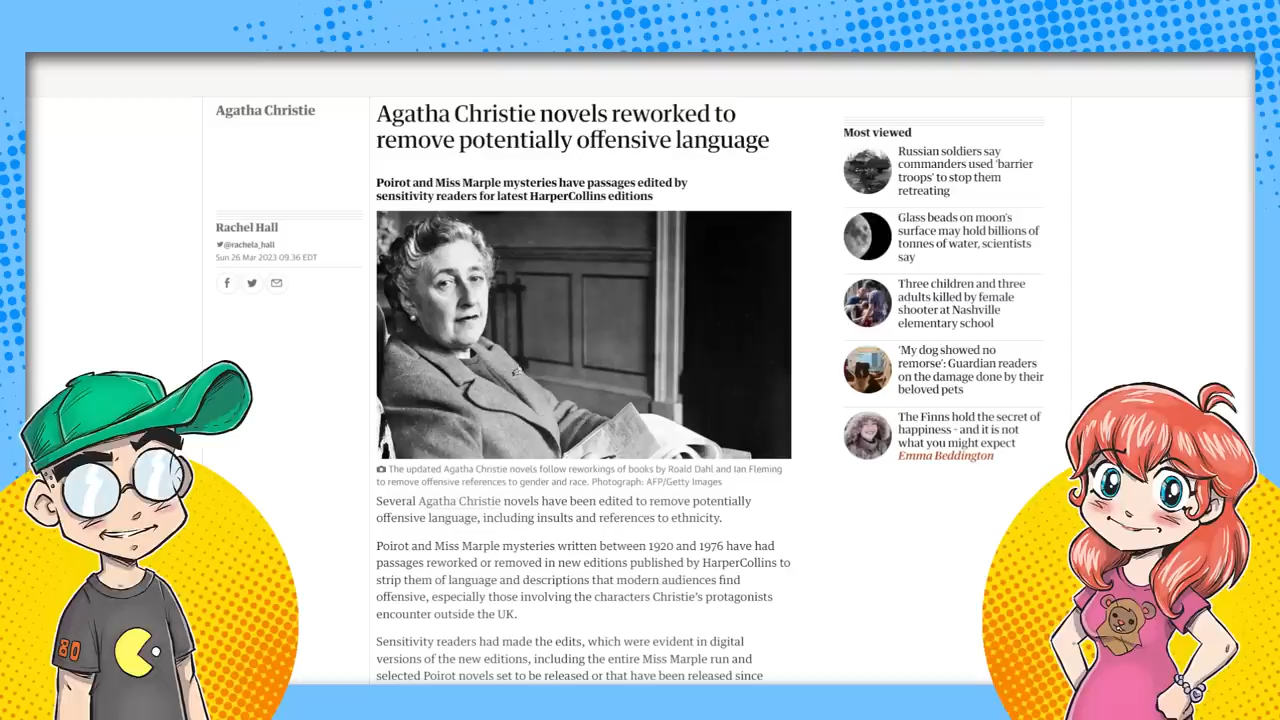 Agatha Christie
Rachel Hall
@rachela_hall
Sun 26 Mar 2023 09.36 EDT
Agatha Christie novels reworked to
remove potentially offensive language
Poirot and Miss Marple mysteries have passages edited by
sensitivity readers for latest HarperCollins editions
The updated Agatha Christie novels follow reworkings of books by Roald Dahl and Ian Fleming
to remove offensive references to gender and race. Photograph: AFP/Getty Images
Several Agatha Christie novels have been edited to remove potentially
offensive language, including insults and references to ethnicity.
Poirot and Miss Marple mysteries written between 1920 and 1976 have had
passages reworked or removed in new editions published by HarperCollins to
strip them of language and descriptions that modern audiences find
offensive, especially those involving the characters Christie's protagonists
encounter outside the UK.
Sensitivity readers had made the edits, which were evident in digital
versions of the new editions, including the entire Miss Marple run and
selected Poirot novels set to be released or that have been released since
Most viewed
Russian soldiers say
commanders used 'barrier
troops' to stop them
retreating
Glass beads on moon's
surface may hold billions of
tonnes of water, scientists
say
Three children and three
adults killed by female
shooter at Nashville
elementary school
'My dog showed no
remorse': Guardian readers
on the damage done by their
beloved pets
The Finns hold the secret of
happiness – and it is not
what you might expect
Emma Beddington
80